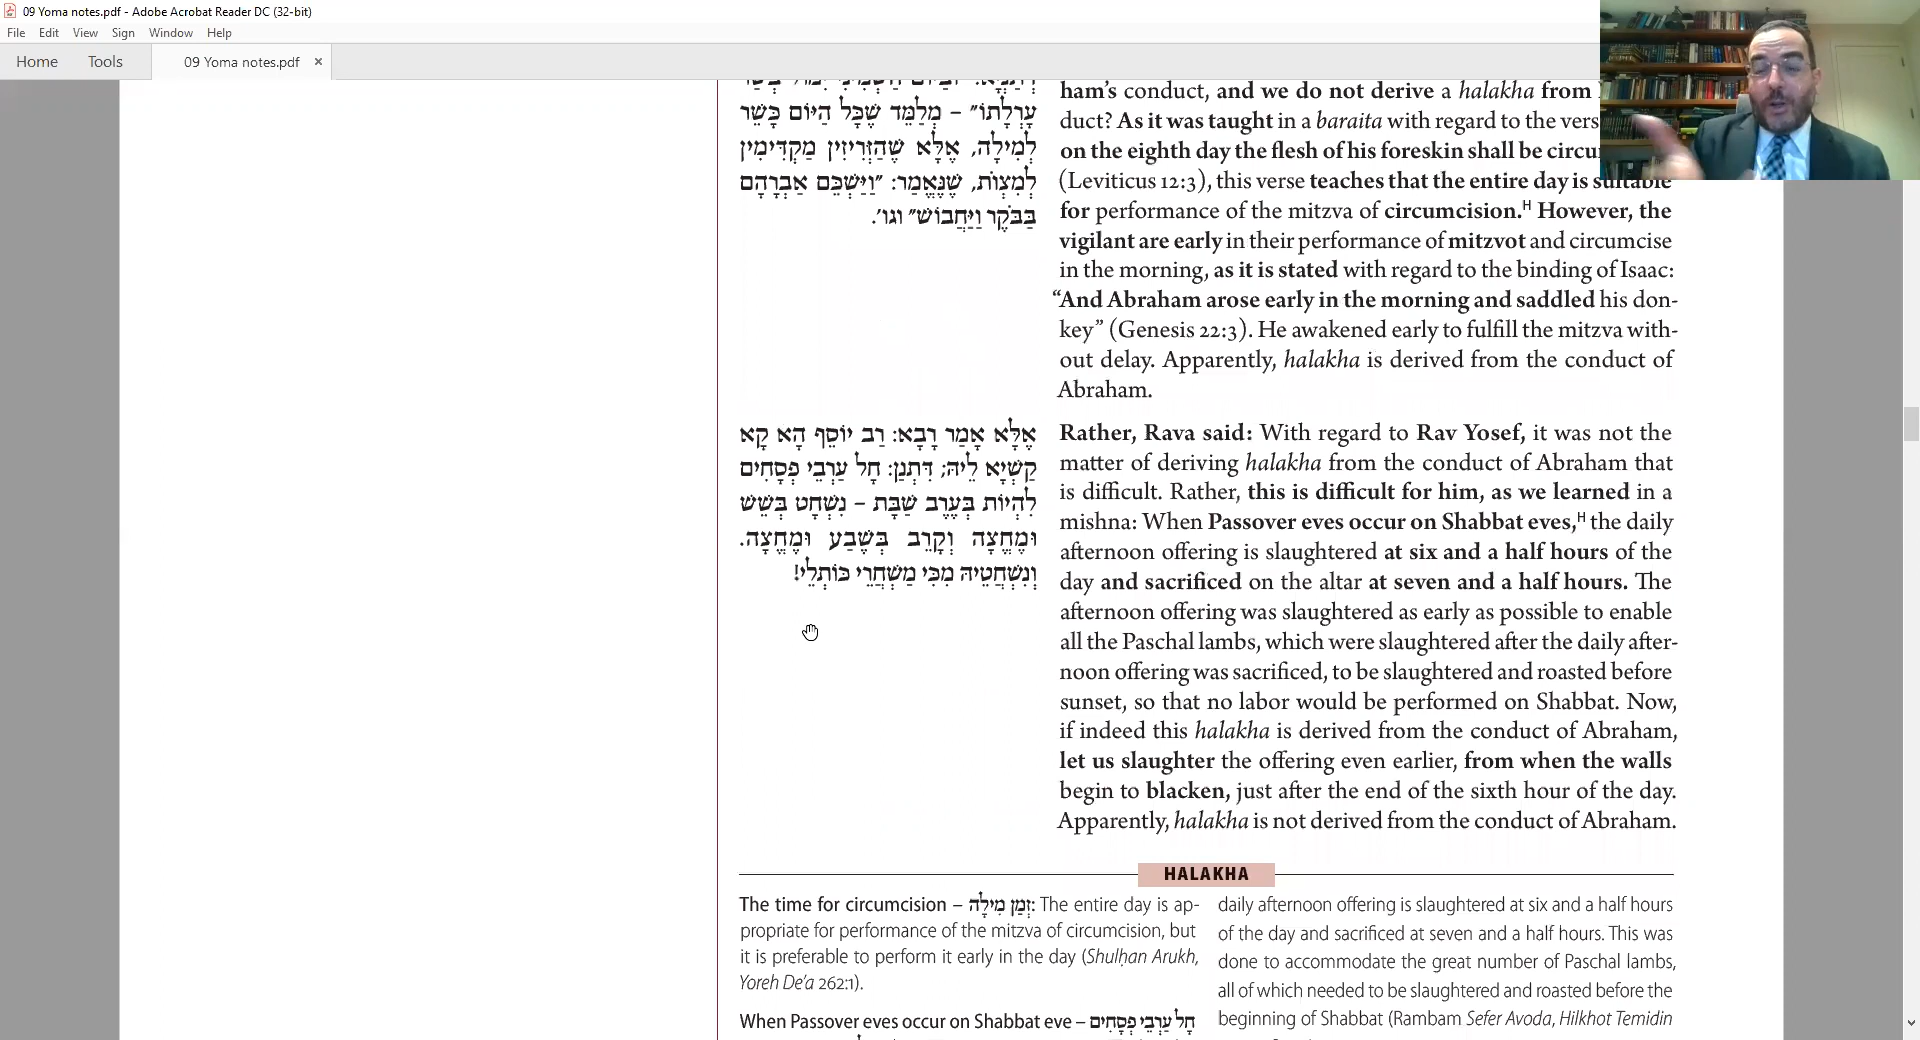 09 Yoma notes.pdf - Adobe Acrobat Reader DC (32-bit)
File Edit View Sign Window Help
Home Tools 09 Yoma notes.pdf ×
עׇרְלָתוֹ״ – מְלַמֵּד שֶׁכׇּל הַיּוֹם כָּשֵׁר
לְמִילָה, אֶלָּא שֶׁהַזְּרִיזִין מַקְדִּימִין
לְמִצְוֹת, שֶׁנֶּאֱמַר: ״וַיַּשְׁכֵּם אַבְרָהָם
בַּבֹּקֶר וַיַּחֲבוֹשׁ״ וגו׳.
אֶלָּא אָמַר רָבָא: רַב יוֹסֵף הָא קָא
קַשְׁיָא לֵיהּ; דִּתְנַן: חָל עַרְבֵי פְּסָחִים
לִהְיוֹת בְּעֶרֶב שַׁבָּת – נִשְׁחָט בְּשֵׁשׁ
וּמֶחֱצָה וְקָרֵב בְּשֶׁבַע וּמֶחֱצָה.
וְנִשְׁחֲטֵיהּ מִכִּי מַשְׁחֲרֵי כּוֹתְלֵי!
ham's conduct, and we do not derive a halakha from
duct? As it was taught in a baraita with regard to the vers
on the eighth day the flesh of his foreskin shall be circu
(Leviticus 12:3), this verse teaches that the entire day is suitable
for performance of the mitzva of circumcision.H However, the
vigilant are early in their performance of mitzvot and circumcise
in the morning, as it is stated with regard to the binding of Isaac:
“And Abraham arose early in the morning and saddled his don-
key” (Genesis 22:3). He awakened early to fulfill the mitzva with-
out delay. Apparently, halakha is derived from the conduct of
Abraham.
Rather, Rava said: With regard to Rav Yosef, it was not the
matter of deriving halakha from the conduct of Abraham that
is difficult. Rather, this is difficult for him, as we learned in a
mishna: When Passover eves occur on Shabbat eves,H the daily
afternoon offering is slaughtered at six and a half hours of the
day and sacrificed on the altar at seven and a half hours. The
afternoon offering was slaughtered as early as possible to enable
all the Paschal lambs, which were slaughtered after the daily after-
noon offering was sacrificed, to be slaughtered and roasted before
sunset, so that no labor would be performed on Shabbat. Now,
if indeed this halakha is derived from the conduct of Abraham,
let us slaughter the offering even earlier, from when the walls
begin to blacken, just after the end of the sixth hour of the day.
Apparently, halakha is not derived from the conduct of Abraham.
HALAKHA
The time for circumcision – זְמַן מִילָה: The entire day is ap-
propriate for performance of the mitzva of circumcision, but
it is preferable to perform it early in the day (Shulḥan Arukh,
Yoreh De'a 262:1).
When Passover eves occur on Shabbat eve – חָל עַרְבֵי פְּסָחִים
daily afternoon offering is slaughtered at six and a half hours
of the day and sacrificed at seven and a half hours. This was
done to accommodate the great number of Paschal lambs,
all of which needed to be slaughtered and roasted before the
beginning of Shabbat (Rambam Sefer Avoda, Hilkhot Temidin